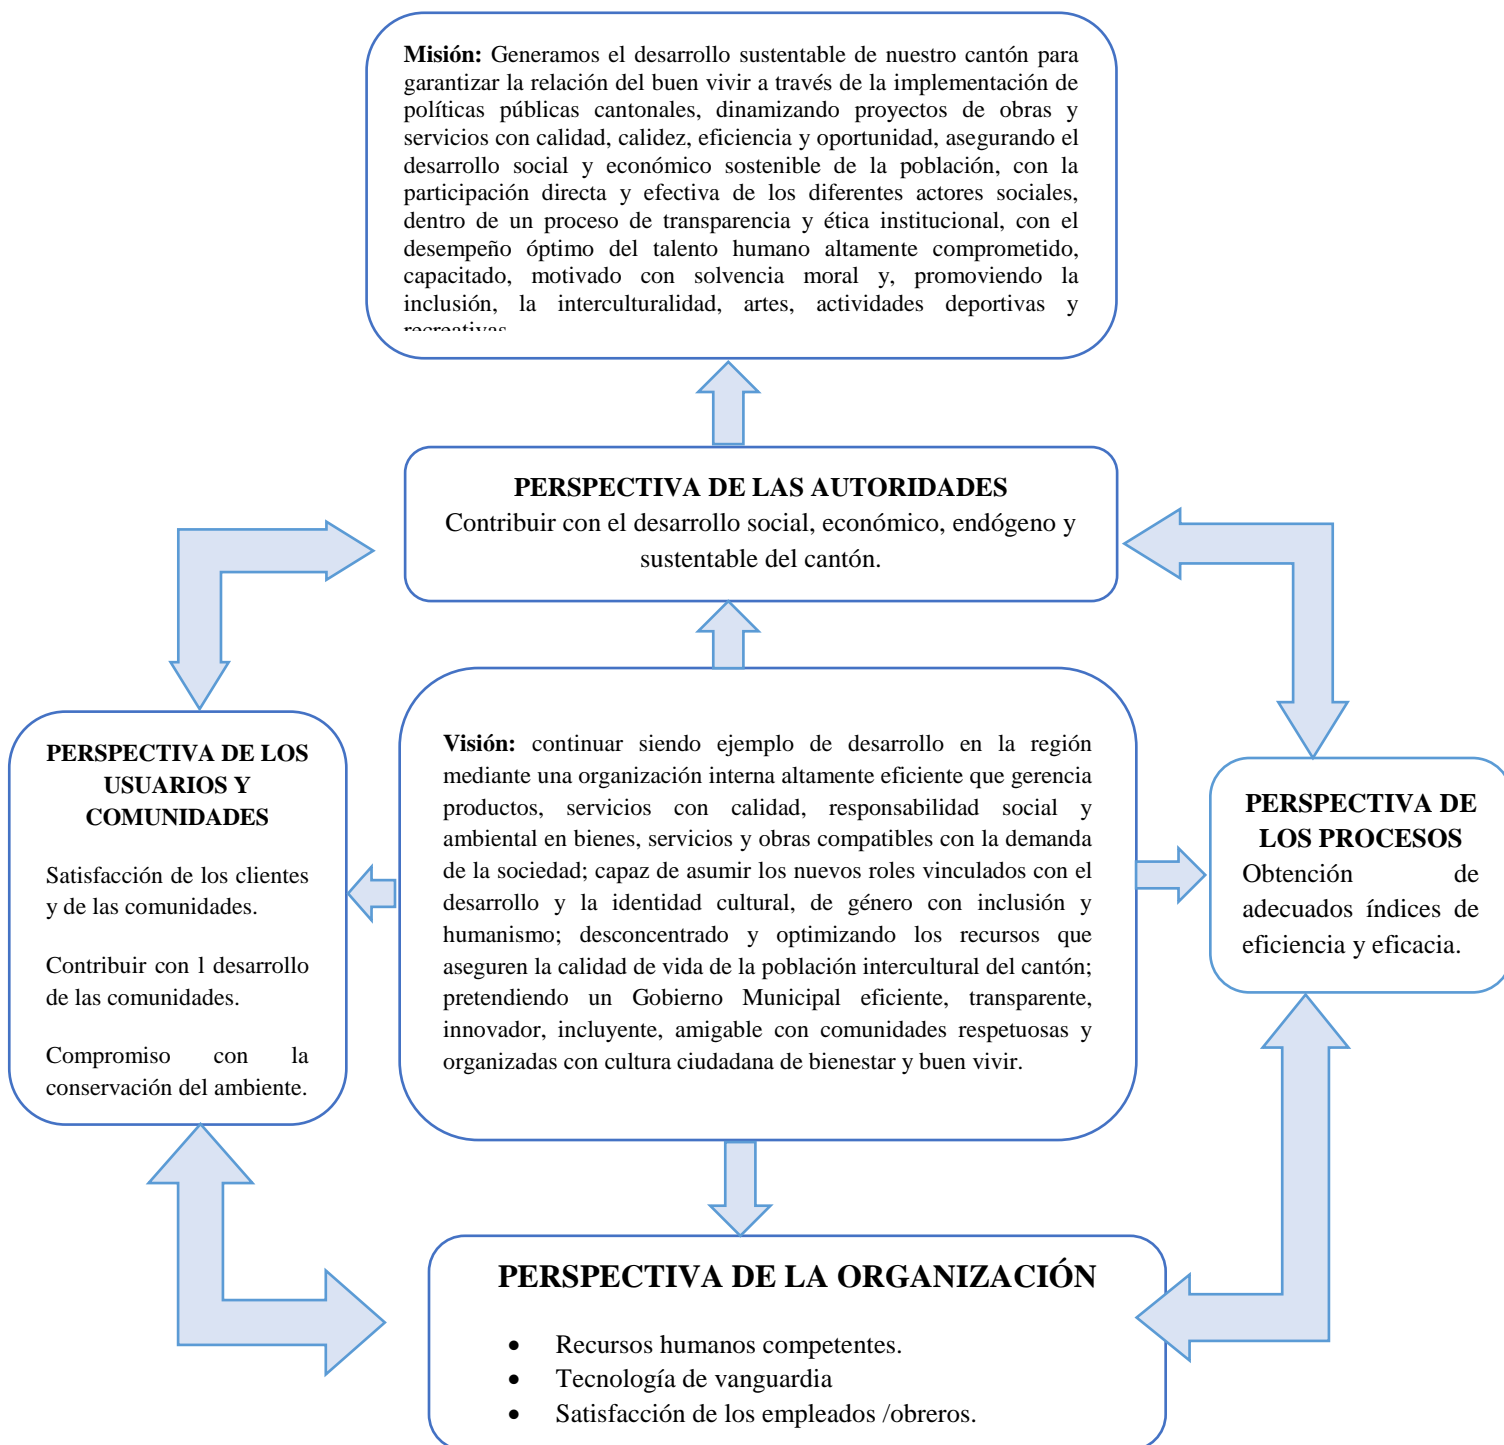 Misión: Generamos el desarrollo sustentable de nuestro cantón para
garantizar la relación del buen vivir a través de la implementación de
políticas públicas cantonales, dinamizando proyectos de obras y
servicios con calidad, calidez, eficiencia y oportunidad, asegurando el
desarrollo social y económico sostenible de la población, con la
participación directa y efectiva de los diferentes actores sociales,
dentro de un proceso de transparencia y ética institucional, con el
desempeño óptimo del talento humano altamente comprometido,
capacitado, motivado con solvencia moral y, promoviendo la
inclusión, la interculturalidad, artes, actividades deportivas y
recreativas
PERSPECTIVA DE LAS AUTORIDADES
Contribuir con el desarrollo social, económico, endógeno y
sustentable del cantón.
PERSPECTIVA DE LOS
USUARIOS Y
COMUNIDADES
Satisfacción de los clientes
y de las comunidades.
Contribuir con l desarrollo
de las comunidades.
Compromiso con la
conservación del ambiente.
Visión: continuar siendo ejemplo de desarrollo en la región
mediante una organización interna altamente eficiente que gerencia
productos, servicios con calidad, responsabilidad social y
ambiental en bienes, servicios y obras compatibles con la demanda
de la sociedad; capaz de asumir los nuevos roles vinculados con el
desarrollo y la identidad cultural, de género con inclusión y
humanismo; desconcentrado y optimizando los recursos que
aseguren la calidad de vida de la población intercultural del cantón;
pretendiendo un Gobierno Municipal eficiente, transparente,
innovador, incluyente, amigable con comunidades respetuosas y
organizadas con cultura ciudadana de bienestar y buen vivir.
PERSPECTIVA DE
LOS PROCESOS
Obtención de
adecuados índices de
eficiencia y eficacia.
PERSPECTIVA DE LA ORGANIZACIÓN
• Recursos humanos competentes.
• Tecnología de vanguardia
• Satisfacción de los empleados /obreros.